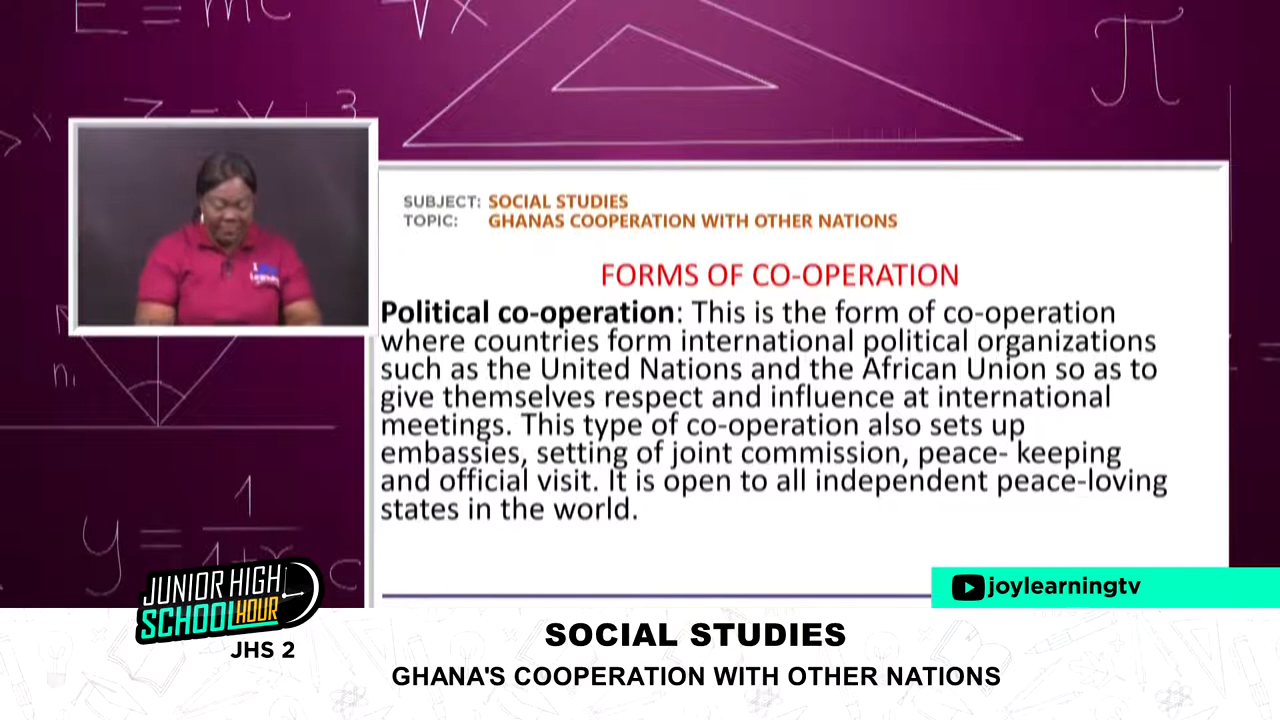 E = mc √x
π
x z = y + 3
SUBJECT: SOCIAL STUDIES
TOPIC: GHANAS COOPERATION WITH OTHER NATIONS
FORMS OF CO-OPERATION
Political co-operation: This is the form of co-operation
where countries form international political organizations
such as the United Nations and the African Union so as to
give themselves respect and influence at international
meetings. This type of co-operation also sets up
embassies, setting of joint commission, peace- keeping
and official visit. It is open to all independent peace-loving
states in the world.
y = 1
JUNIOR HIGH
SCHOOL HOUR
JHS 2
joylearningtv
SOCIAL STUDIES
GHANA'S COOPERATION WITH OTHER NATIONS